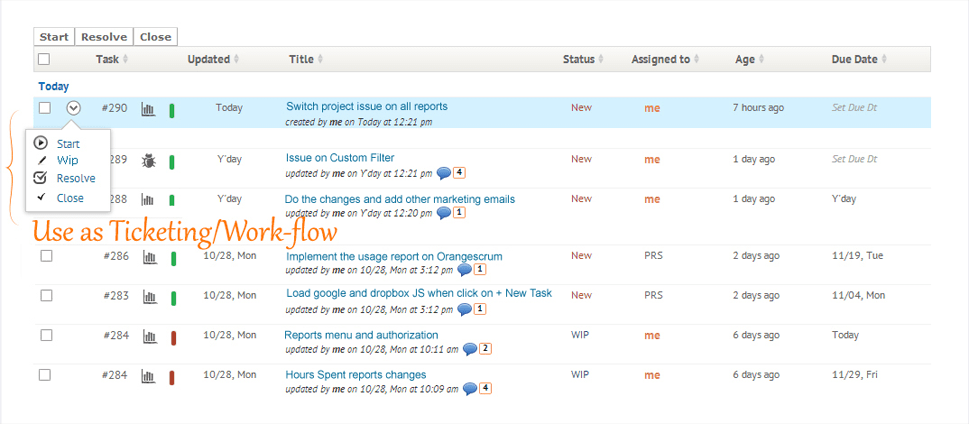 Start Resolve Close
Task Updated Title Status Assigned to Age Due Date
Today
#290 Today Switch project issue on all reports New me 7 hours ago Set Due Dt
created by me on Today at 12:21 pm
Start
Wip
Resolve
Close
289 Y'day Issue on Custom Filter New me 1 day ago Set Due Dt
updated by me on Y'day at 12:21 pm 4
288 Y'day Do the changes and add other marketing emails New me 1 day ago Y'day
updated by me on Y'day at 12:20 pm 1
Use as Ticketing/Work-flow
#286 10/28, Mon Implement the usage report on Orangescrum New PRS 2 days ago 11/19, Tue
updated by me on 10/28, Mon at 3:12 pm 1
#283 10/28, Mon Load google and dropbox JS when click on + New Task New PRS 2 days ago 11/04, Mon
updated by me on 10/28, Mon at 3:12 pm 1
#284 10/28, Mon Reports menu and authorization WIP me 6 days ago Today
updated by me on 10/28, Mon at 10:11 am 2
#284 10/28, Mon Hours Spent reports changes WIP me 6 days ago 11/29, Fri
updated by me on 10/28, Mon at 10:09 am 4